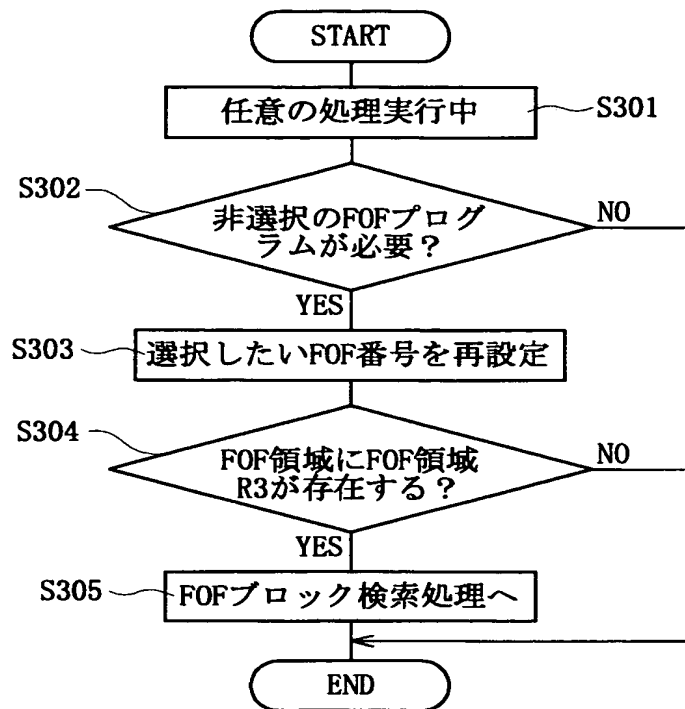 START
任意の処理実行中
S301
S302
非選択のFOFプログ
ラムが必要？
NO
YES
S303
選択したいFOF番号を再設定
S304
FOF領域にFOF領域
R3が存在する？
NO
YES
S305
FOFブロック検索処理へ
END